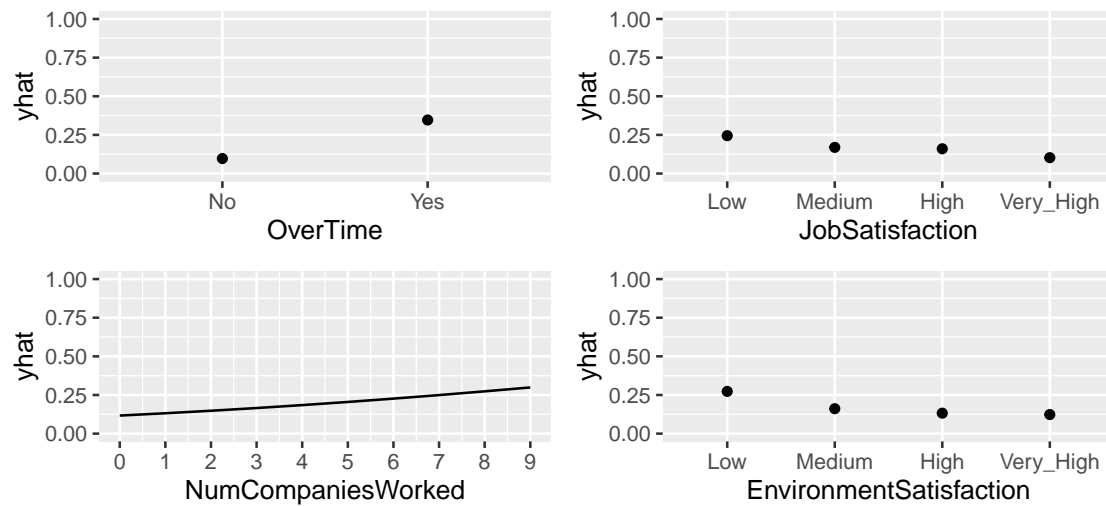 1.00
0.75
0.50
0.25
0.00
yhat
No Yes
OverTime
1.00
0.75
0.50
0.25
0.00
yhat
Low Medium High Very_High
JobSatisfaction
1.00
0.75
0.50
0.25
0.00
yhat
0 1 2 3 4 5 6 7 8 9
NumCompaniesWorked
1.00
0.75
0.50
0.25
0.00
yhat
Low Medium High Very_High
EnvironmentSatisfaction